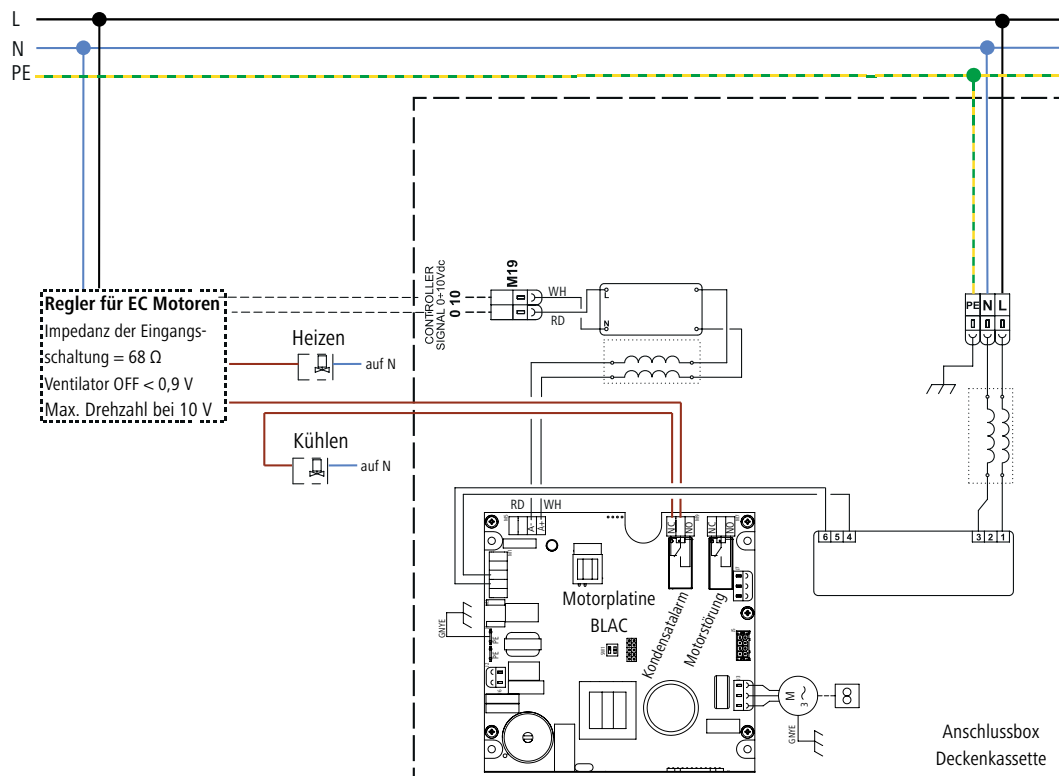 L
N
PE
Regler für EC Motoren
Impedanz der Eingangs-
schaltung = 68 Ω
Ventilator OFF < 0,9 V
Max. Drehzahl bei 10 V
Heizen
auf N
Kühlen
auf N
CONTROLLER
SIGNAL 0÷10Vdc
0 10
M19
WH
RD
L
N
PE N L
RD WH
A- A+
NC NO
NC NO
6 5 4
3 2 1
Motorplatine
BLAC
Kondensatalarm
Motorstörung
GNYE
PE
PE
M
3~
GNYE
Anschlussbox
Deckenkassette